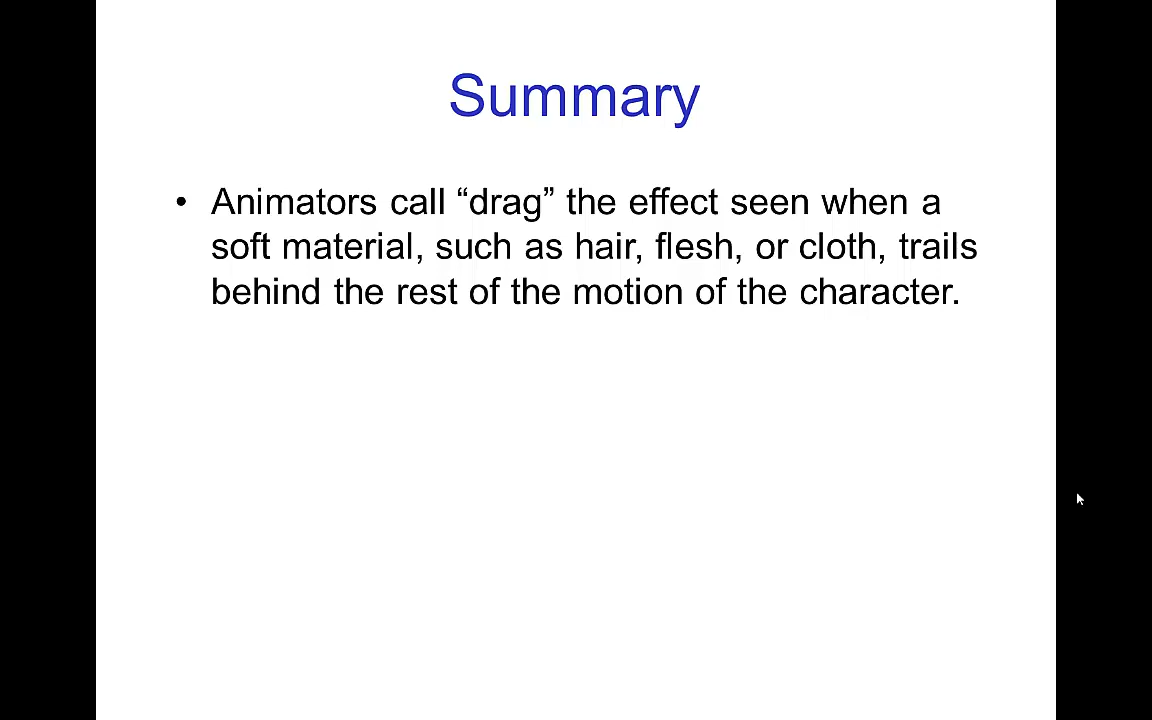 Summary
• Animators call “drag” the effect seen when a
soft material, such as hair, flesh, or cloth, trails
behind the rest of the motion of the character.